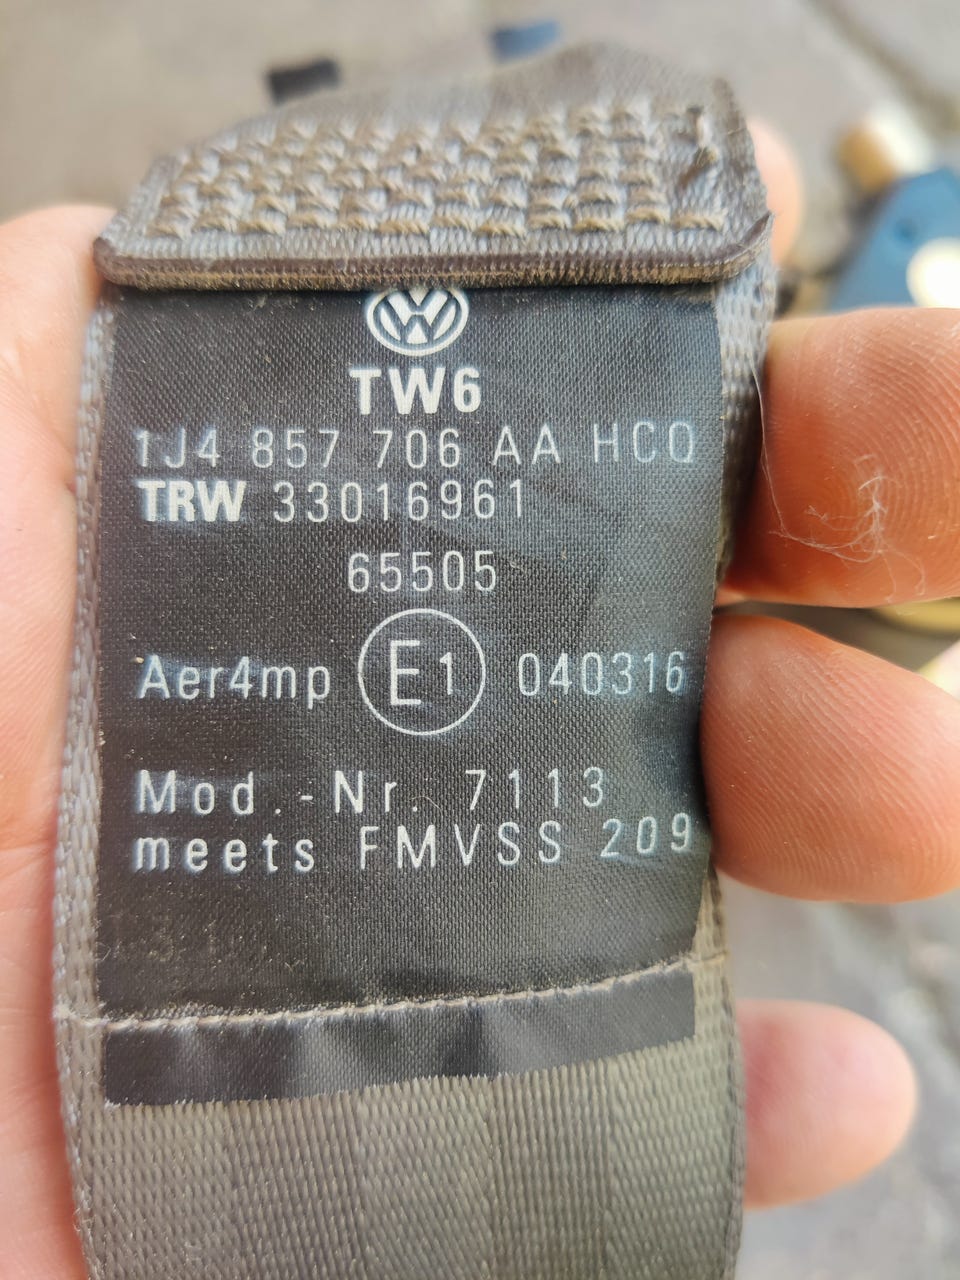 TW6
1J4 857 706 AA HCQ
TRW 33016961
65505
Aer4mp E1 040316
Mod.-Nr. 7113
meets FMVSS 209